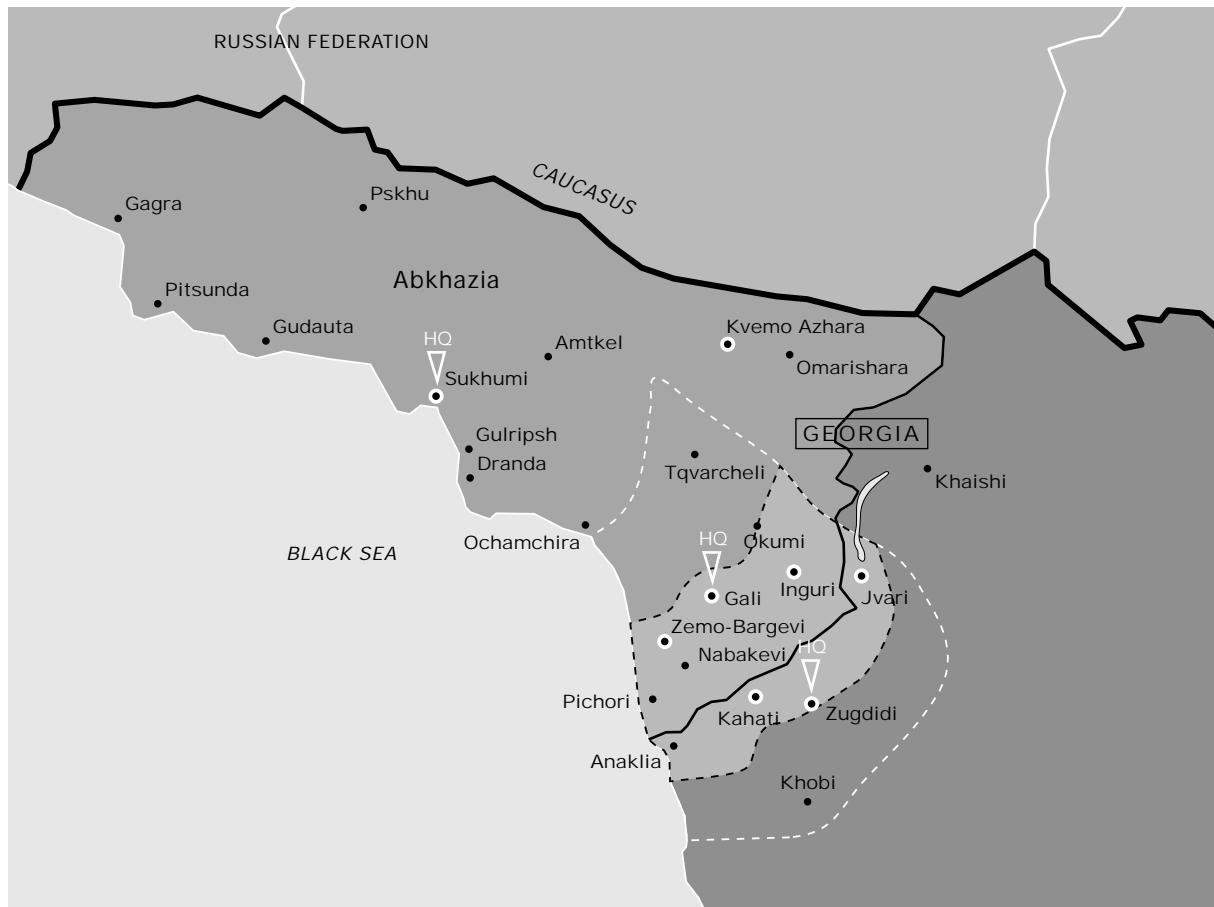 RUSSIAN FEDERATION
CAUCASUS
Pskhu
Gagra
Abkhazia
Pitsunda
Gudauta
Kvemo Azhara
HQ
Amtkel
Omarishara
Sukhumi
GEORGIA
Gulripsh
Dranda
Tqvarcheli
Khaishi
Ochamchira
Okumi
HQ
BLACK SEA
Inguri
Jvari
Gali
Zemo-Bargevi
HQ
Nabakevi
Pichori
Kahati
Zugdidi
Anaklia
Khobi